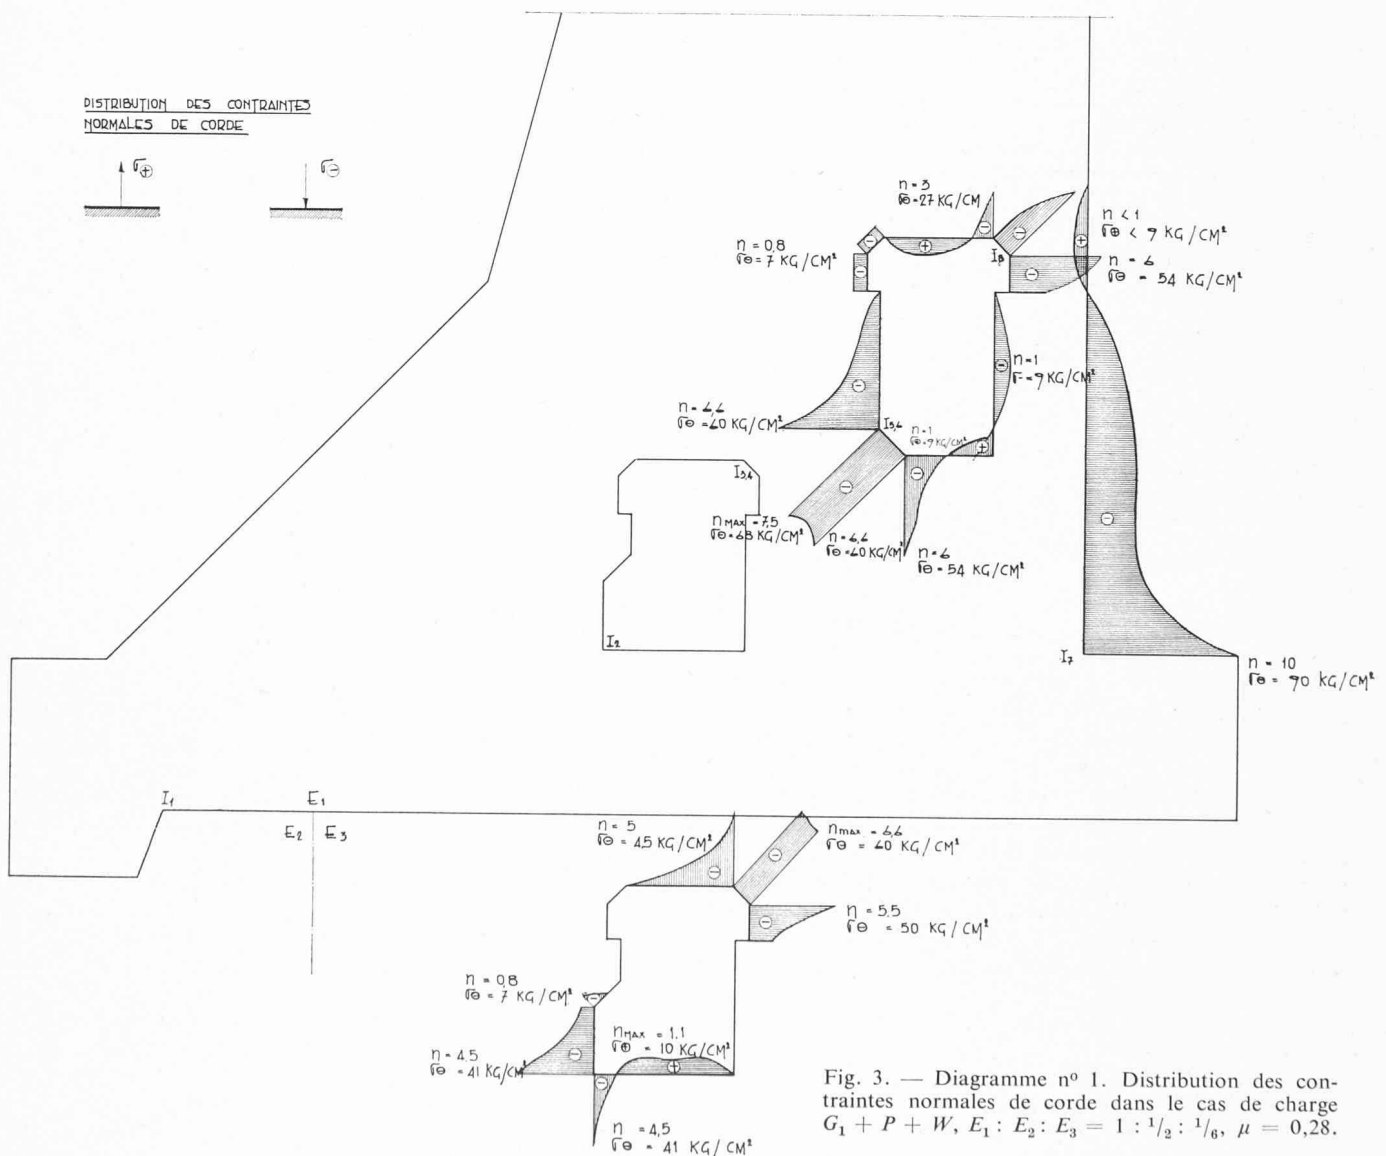 DISTRIBUTION DES CONTRAINTES
NORMALES DE CORDE
σ⊕
σ⊖
n = 3
σ⊖ = 27 KG/CM
n = 0,8
σ⊖ = 7 KG/CM²
I5
n < 1
σ⊕ < 9 KG/CM²
n = 6
σ⊖ = 54 KG/CM²
n = 1
σ = 9 KG/CM²
n = 4,4
σ⊖ = 40 KG/CM²
I3,4
n = 1
σ⊕ = 9 KG/CM²
I3,4
n MAX = 7,5
σ⊖ = 68 KG/CM²
n = 4,4
σ⊖ = 40 KG/CM²
n = 6
σ⊖ = 54 KG/CM²
I2
I7
n = 10
σ⊖ = 90 KG/CM²
I1
E1
E2 E3
n = 5
σ⊖ = 45 KG/CM²
n MAX = 4,4
σ⊖ = 40 KG/CM²
n = 5,5
σ⊖ = 50 KG/CM²
n = 0,8
σ⊖ = 7 KG/CM²
n MAX = 1,1
σ⊕ = 10 KG/CM²
n = 4,5
σ⊖ = 41 KG/CM²
n = 4,5
σ⊖ = 41 KG/CM²
Fig. 3. — Diagramme nº 1. Distribution des con-
traintes normales de corde dans le cas de charge
G₁ + P + W, E₁ : E₂ : E₃ = 1 : ¹/₂ : ¹/₆, μ = 0,28.